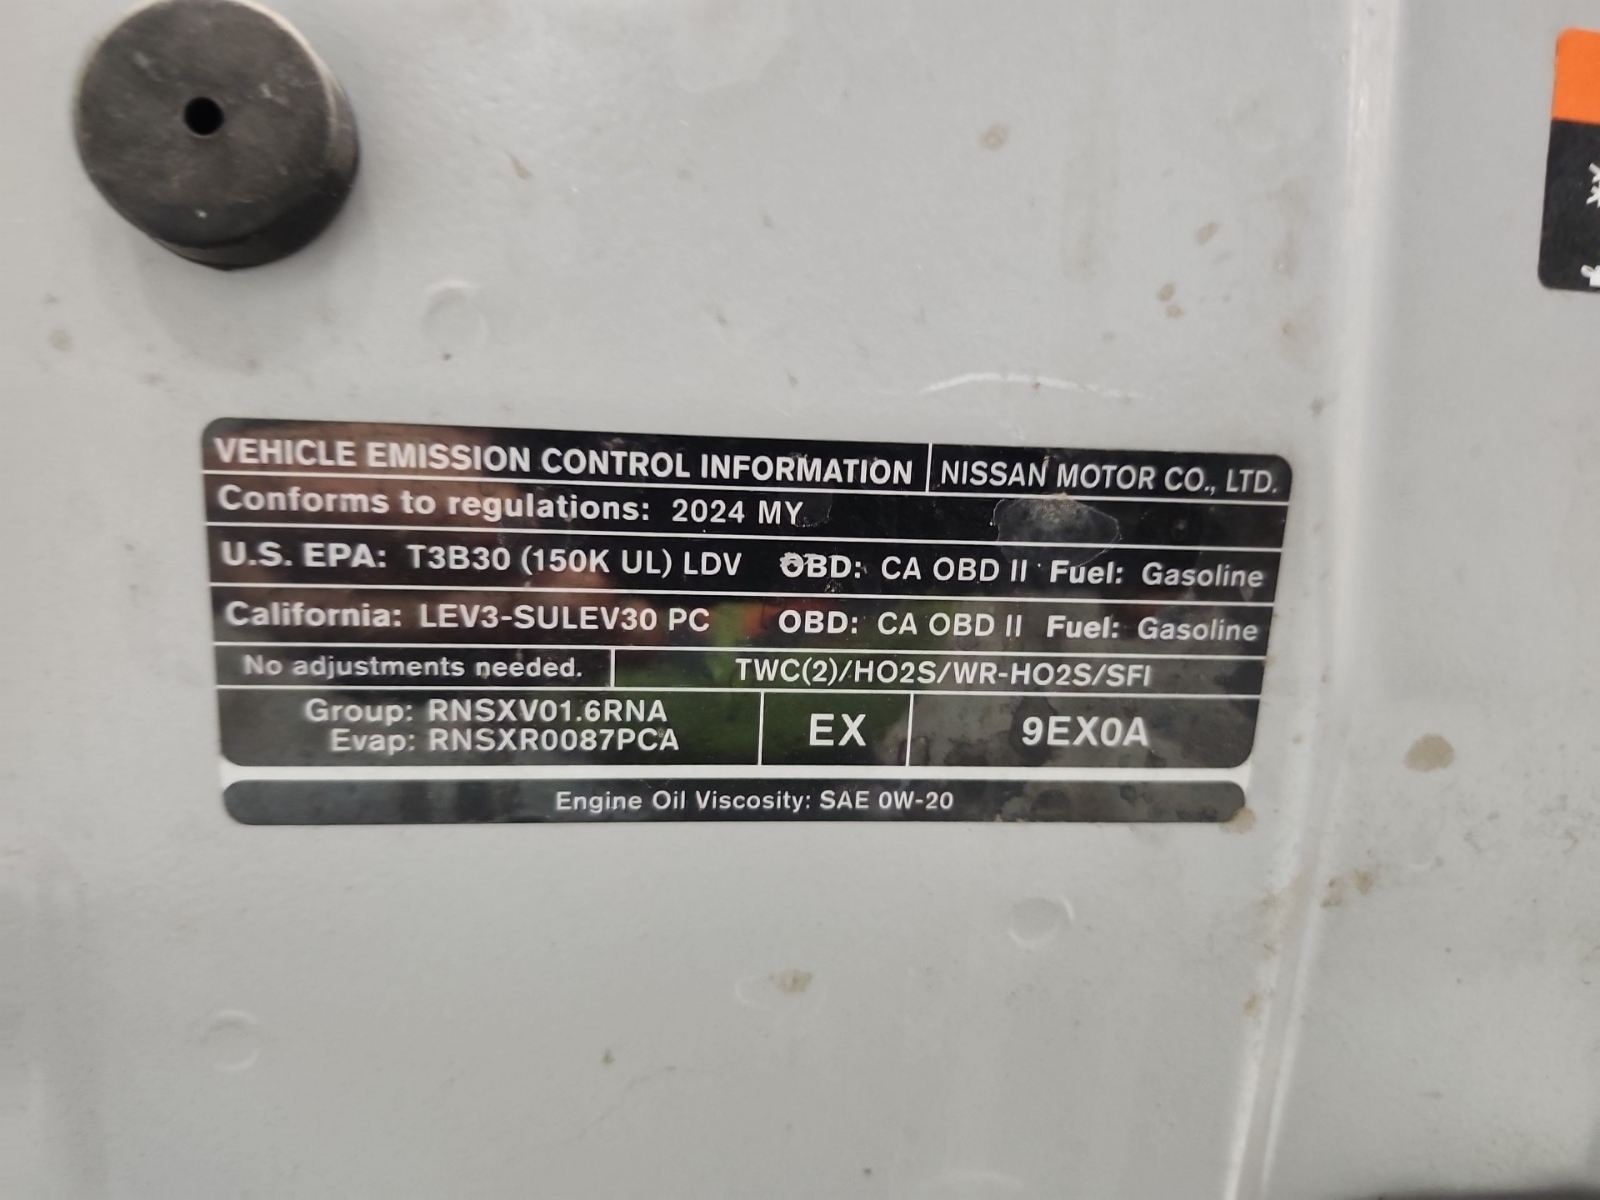 VEHICLE EMISSION CONTROL INFORMATION NISSAN MOTOR CO., LTD.
Conforms to regulations: 2024 MY
U.S. EPA: T3B30 (150K UL) LDV OBD: CA OBD II Fuel: Gasoline
California: LEV3-SULEV30 PC OBD: CA OBD II Fuel: Gasoline
No adjustments needed. TWC(2)/HO2S/WR-HO2S/SFI
Group: RNSXV01.6RNA
Evap: RNSXR0087PCA
EX
9EX0A
Engine Oil Viscosity: SAE 0W-20